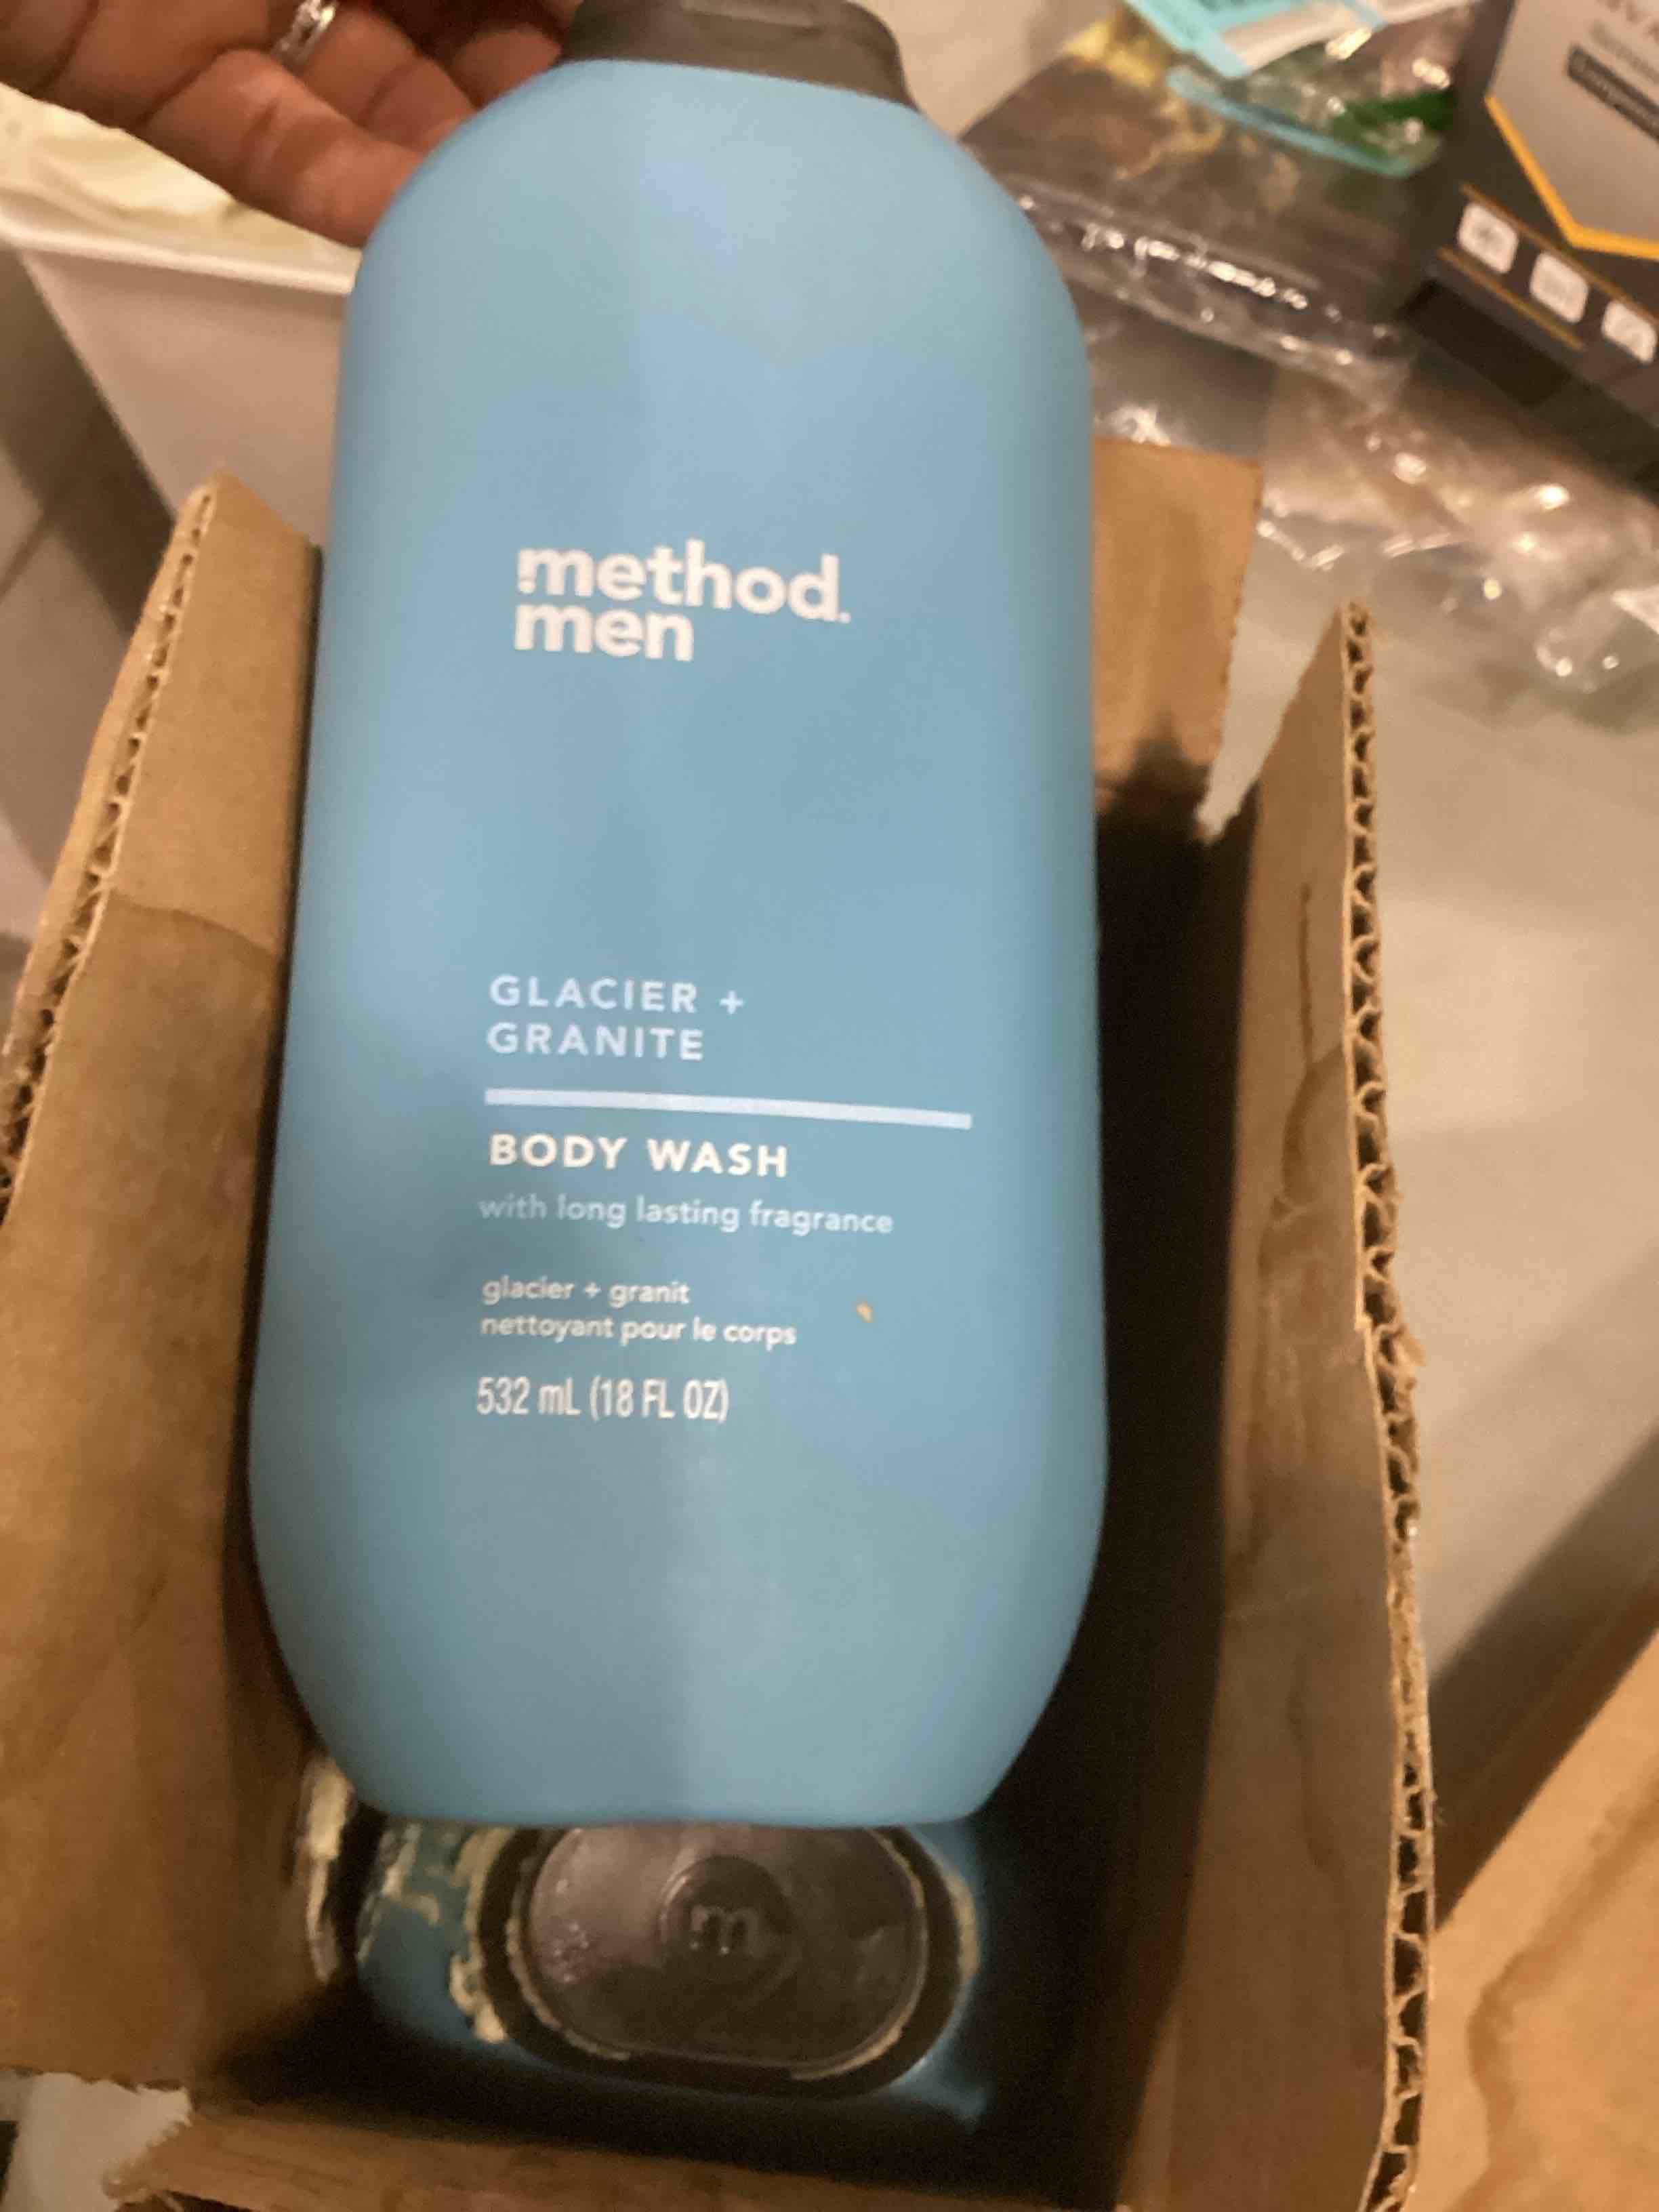 method.
men
GLACIER +
GRANITE
BODY WASH
with long lasting fragrance
glacier + granit
nettoyant pour le corps
532 mL (18 FL OZ)
m